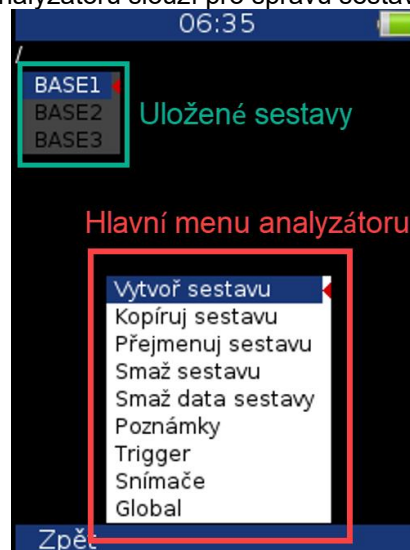 nalyzátoru slouží pro správu sestav
06:35
/
BASE1
BASE2
BASE3
Uložené sestavy
Hlavní menu analyzátoru
Vytvoř sestavu
Kopíruj sestavu
Přejmenuj sestavu
Smaž sestavu
Smaž data sestavy
Poznámky
Trigger
Snímače
Global
Zpět